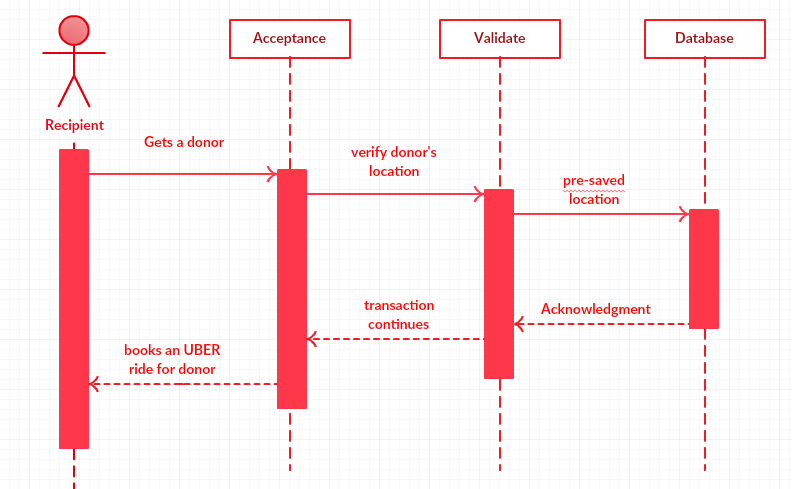 Acceptance
Validate
Database
Recipient
Gets a donor
verify donor's
location
pre-saved
location
transaction
continues
Acknowledgment
books an UBER
ride for donor